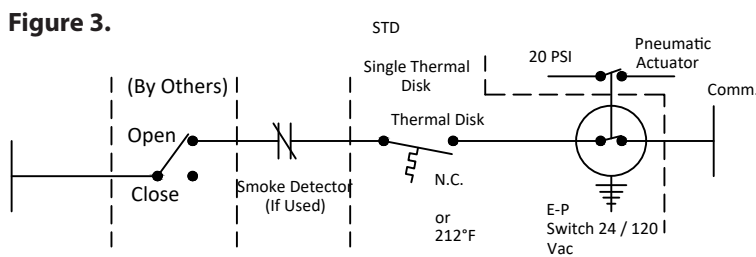 Figure 3.
STD
(By Others)
Single Thermal
Disk
20 PSI
Pneumatic
Actuator
Comm.
Open
Close
Smoke Detector
(If Used)
Thermal Disk
N.C.
or
212°F
E-P
Switch 24 / 120
Vac